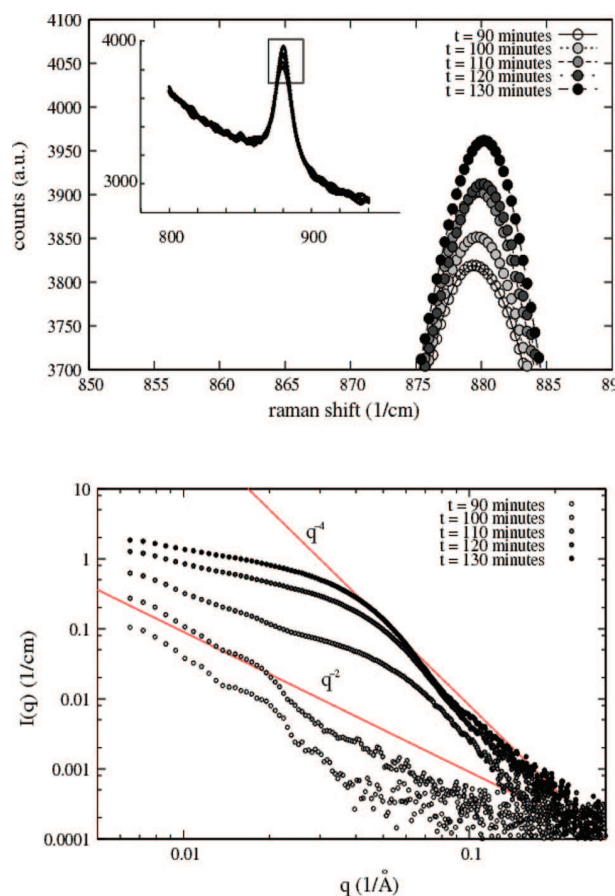 4100
4050
4000
3950
3900
3850
3800
3750
3700
counts (a.u.)
4000
3000
800 900
t = 90 minutes
t = 100 minutes
t = 110 minutes
t = 120 minutes
t = 130 minutes
850 855 860 865 870 875 880 885 89
raman shift (1/cm)
10
1
0.1
0.01
0.001
0.0001
I(q) (1/cm)
q⁻⁴
q⁻²
t = 90 minutes
t = 100 minutes
t = 110 minutes
t = 120 minutes
t = 130 minutes
0.01 0.1
q (1/Å)